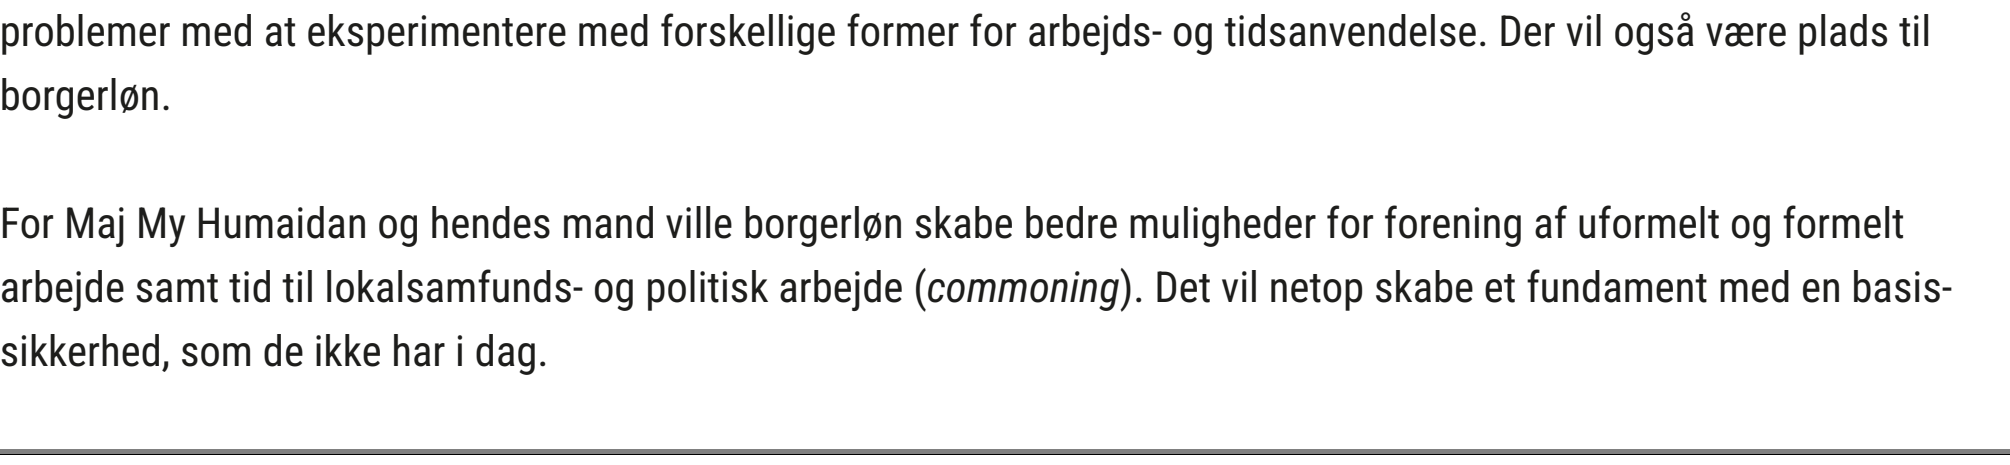 problemer med at eksperimentere med forskellige former for arbejds- og tidsanvendelse. Der vil også være plads til
borgerløn.
For Maj My Humaidan og hendes mand ville borgerløn skabe bedre muligheder for forening af uformelt og formelt
arbejde samt tid til lokalsamfunds- og politisk arbejde (commoning). Det vil netop skabe et fundament med en basis-
sikkerhed, som de ikke har i dag.